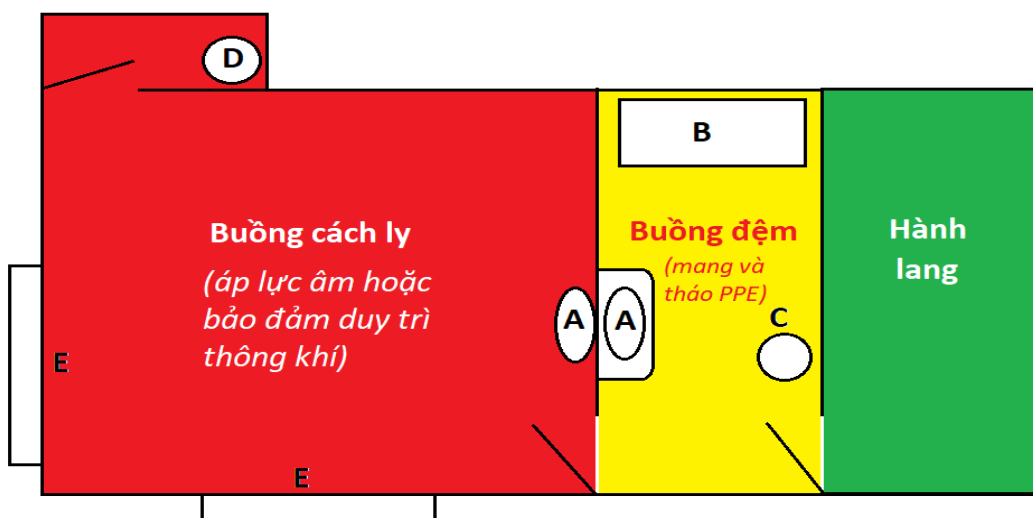 D
B
Buồng cách ly
(áp lực âm hoặc
bảo đảm duy trì
thông khí)
Buồng đệm
(mang và
tháo PPE)
Hành
lang
A
A
C
E
E